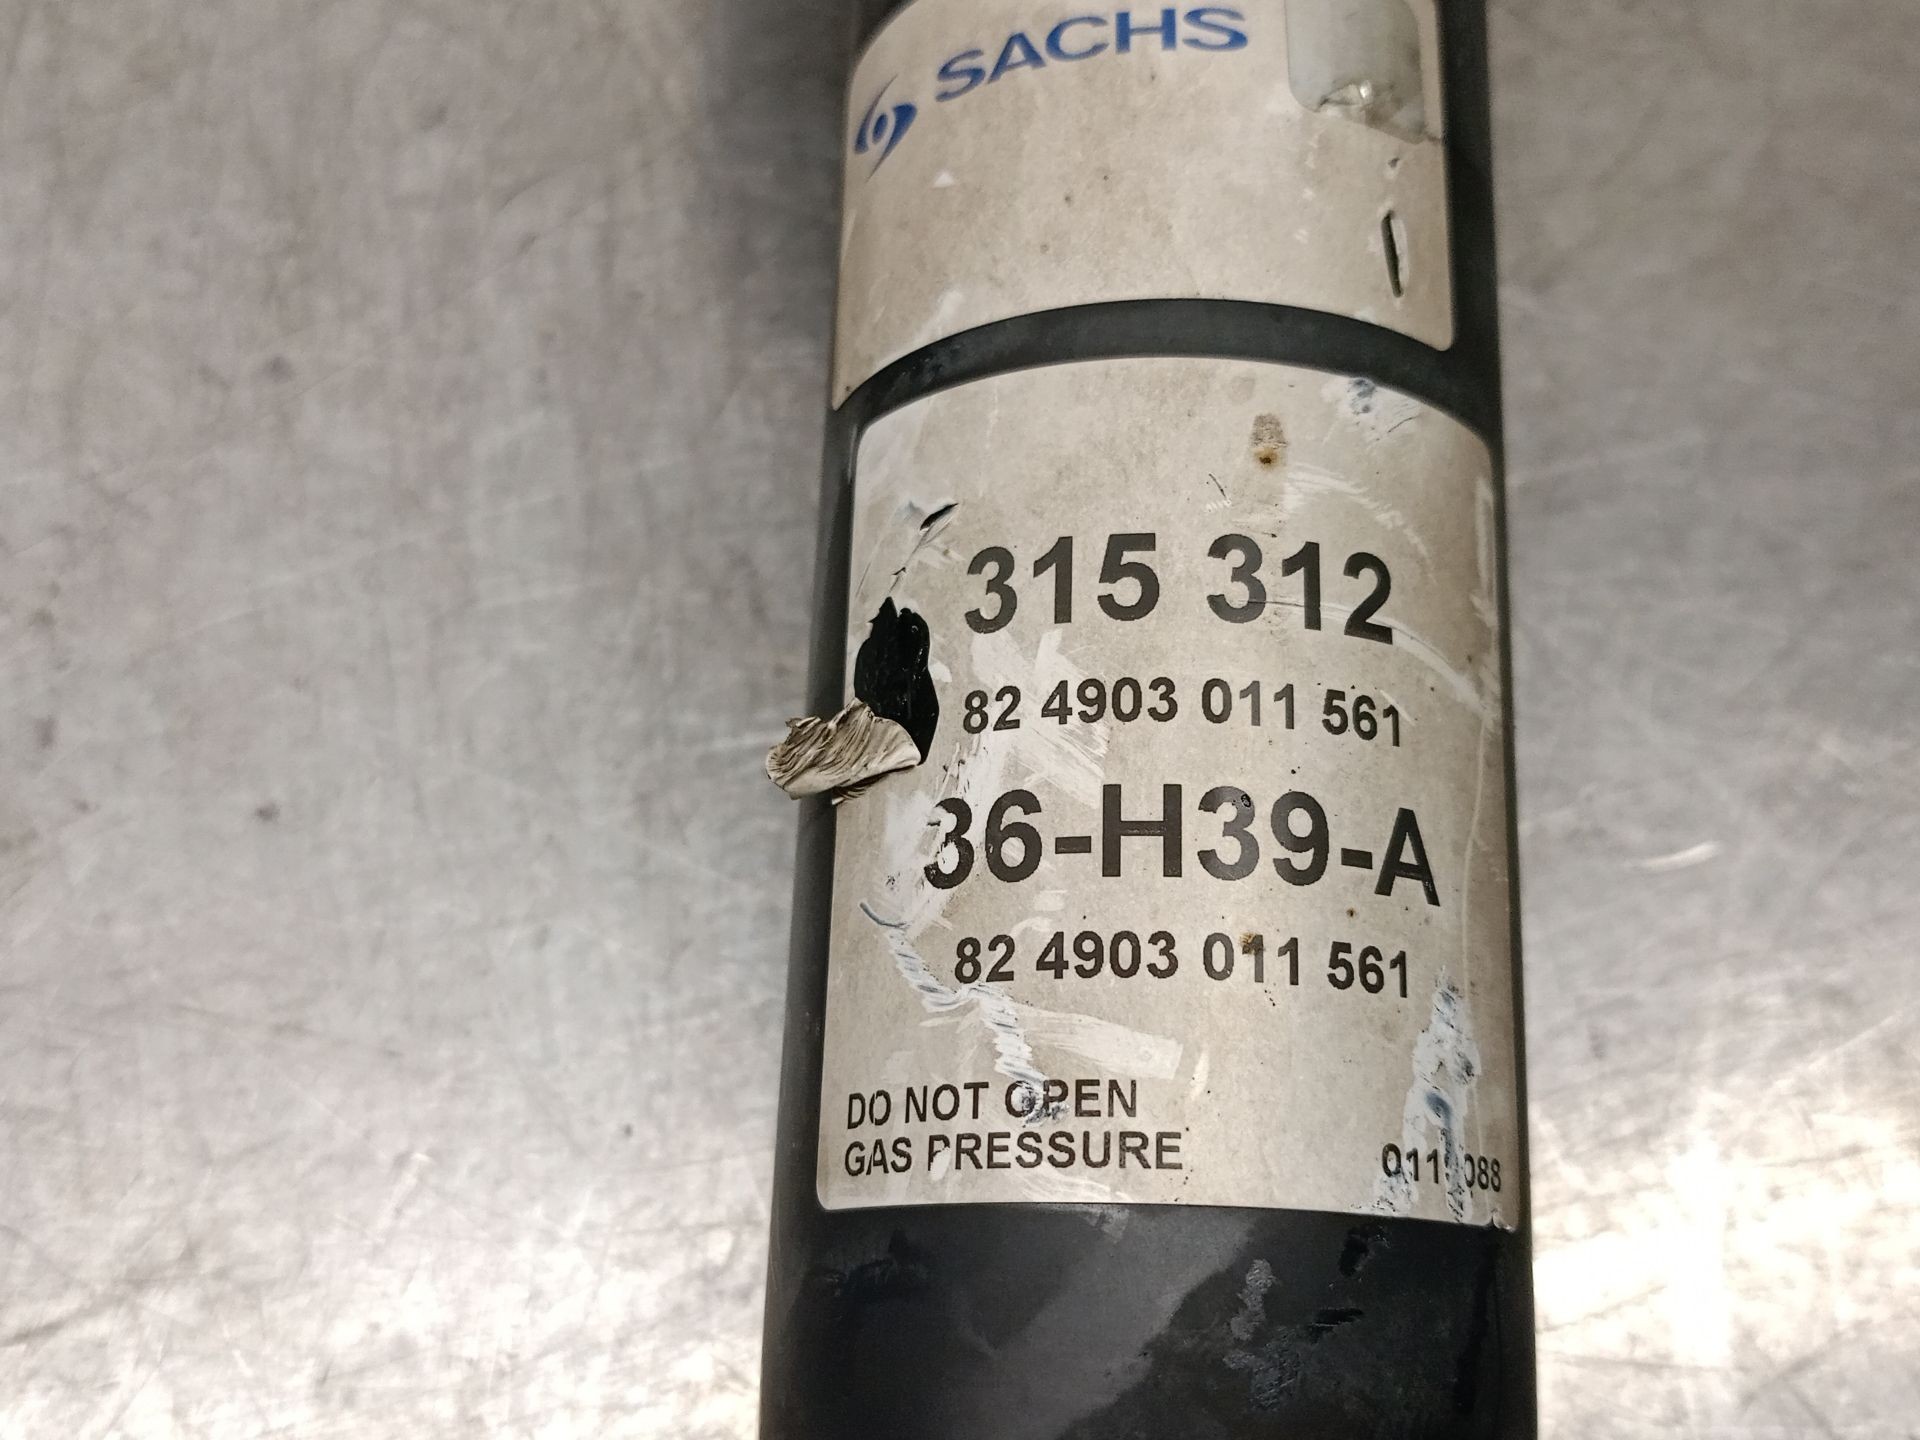 SACHS
315 312
82 4903 011 561
36-H39-A
82 4903 011 561
DO NOT OPEN
GAS PRESSURE